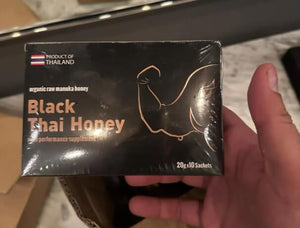 PRODUCT OF
THAILAND
organic raw manuka honey
Black
Thai Honey
performance supplement
20g x 10 Sachets